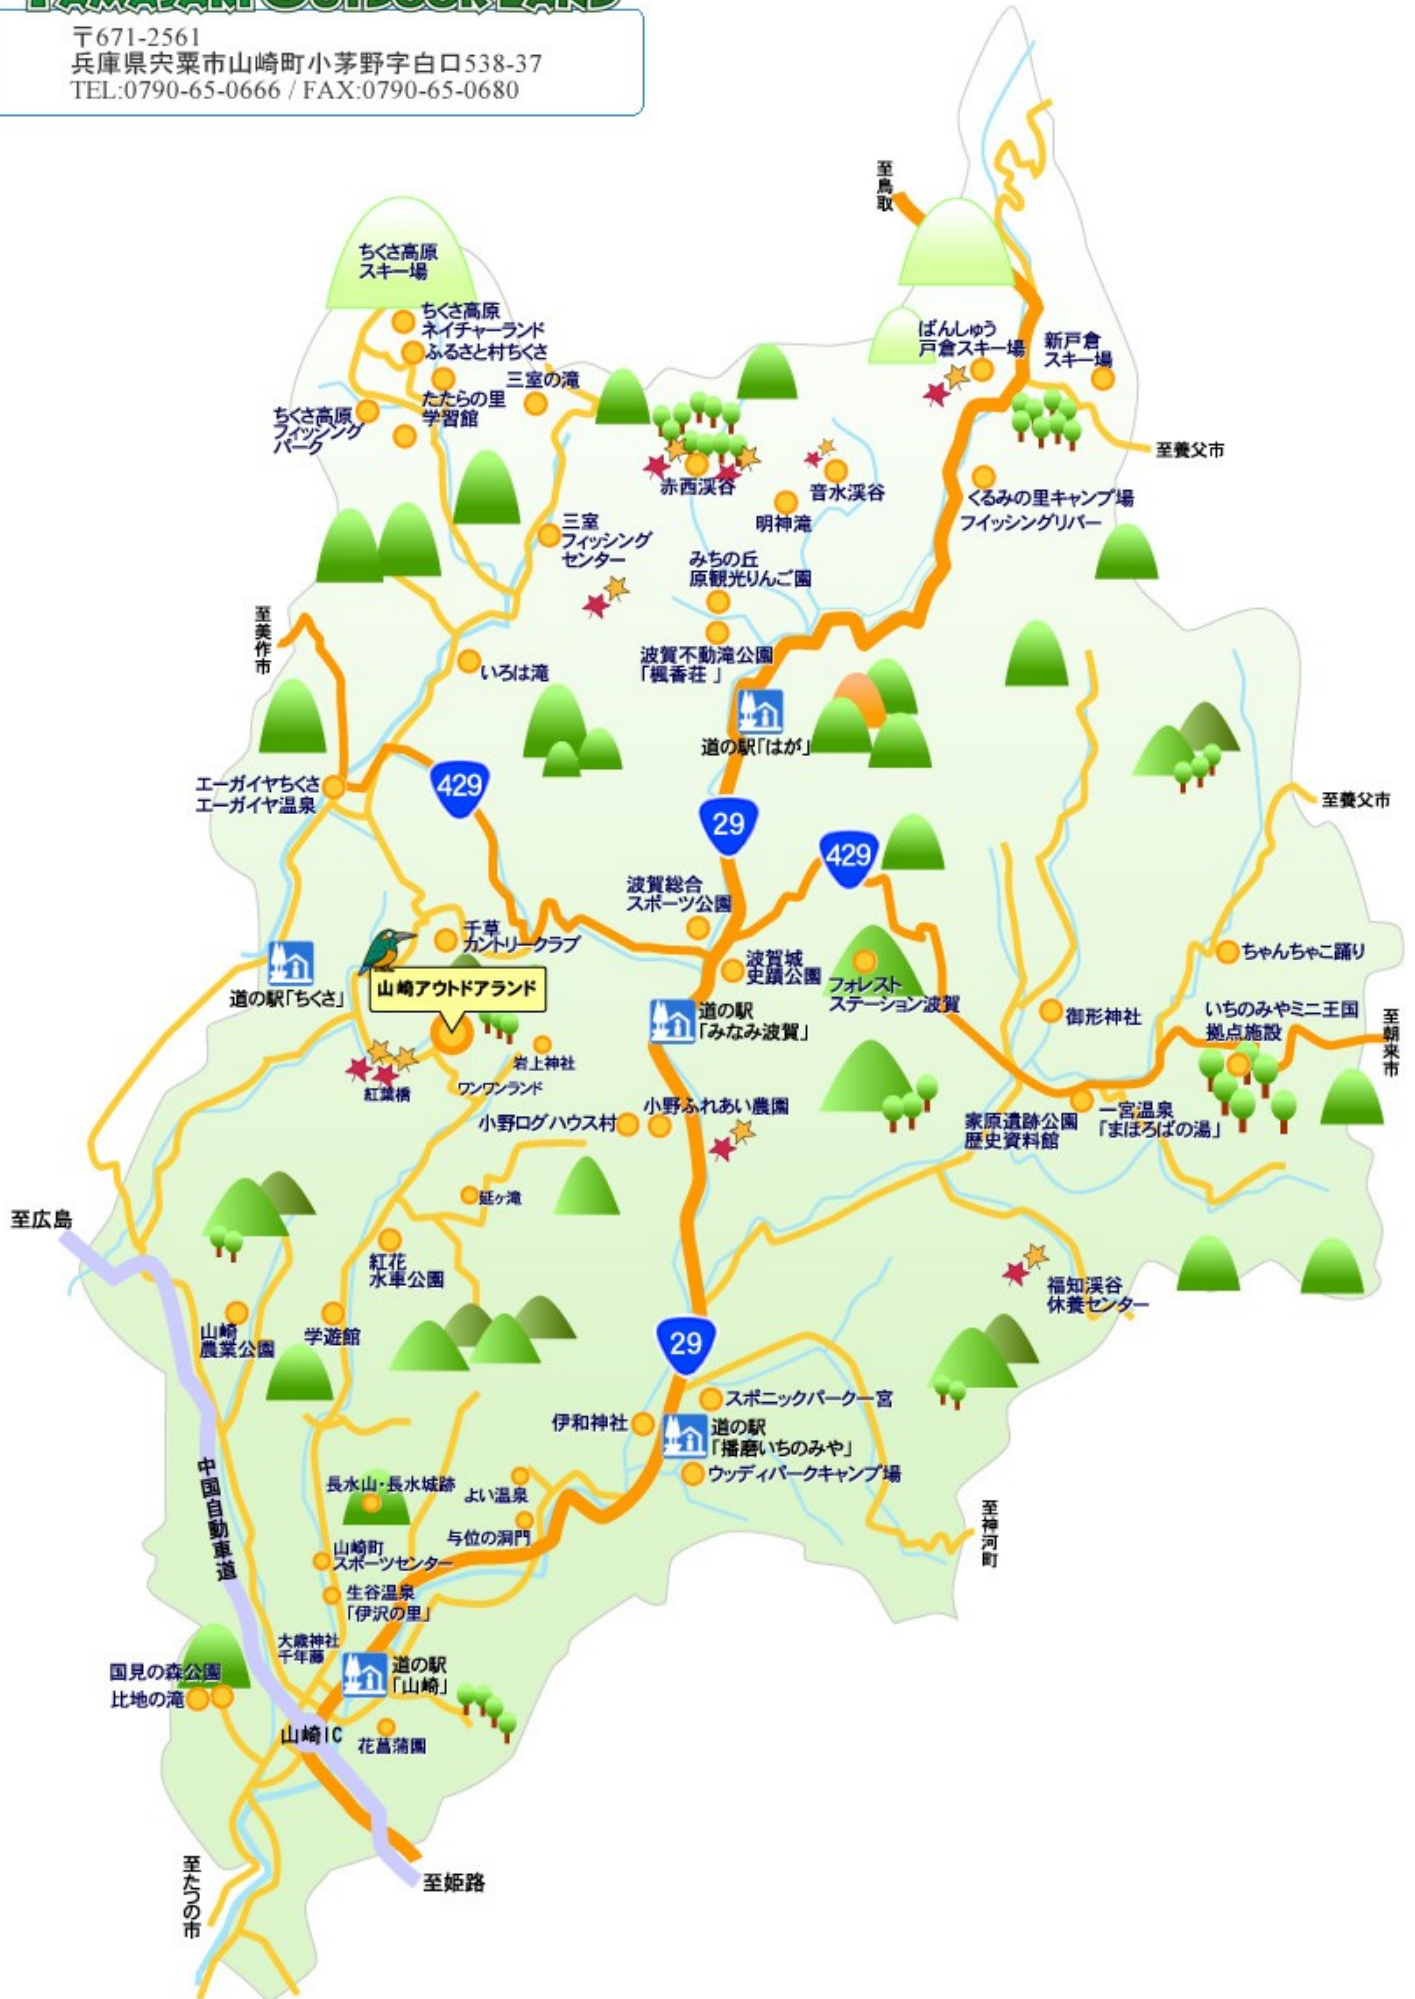 YAMASAKI OUTDOOR LAND
〒671-2561
兵庫県宍粟市山崎町小茅野字白口538-37
TEL:0790-65-0666 / FAX:0790-65-0680
至鳥取
ちくさ高原
スキー場
ちくさ高原
ネイチャーランド
ふるさと村ちくさ
三室の滝
たたらの里
学習館
ちくさ高原
フィッシング
パーク
ばんしゅう
戸倉スキー場
新戸倉
スキー場
至養父市
赤西渓谷
音水渓谷
明神滝
くるみの里キャンプ場
フイッシングリバー
三室
フィッシング
センター
みちの丘
原観光りんご園
至美作市
波賀不動滝公園
「楓香荘」
いろは滝
道の駅「はが」
エーガイヤちくさ
エーガイヤ温泉
429
29
429
至養父市
波賀総合
スポーツ公園
千草
カントリークラブ
波賀城
史蹟公園
フォレスト
ステーション波賀
ちゃんちゃこ踊り
道の駅「ちくさ」
山崎アウトドアランド
道の駅
「みなみ波賀」
御形神社
いちのみやミニ王国
拠点施設
至朝来市
岩上神社
紅葉橋
ワンワンランド
小野ログハウス村
小野ふれあい農園
家原遺跡公園
歴史資料館
一宮温泉
「まほろばの湯」
至広島
延ヶ滝
紅花
水車公園
福知渓谷
休養センター
山崎
農業公園
学遊館
29
スポニックパーク一宮
伊和神社
道の駅
「播磨いちのみや」
ウッディパークキャンプ場
中国自動車道
長水山・長水城跡
よい温泉
与位の洞門
至神河町
山崎町
スポーツセンター
生谷温泉
「伊沢の里」
大歳神社
千年藤
国見の森公園
比地の滝
道の駅
「山崎」
山崎IC
花菖蒲園
至たつの市
至姫路